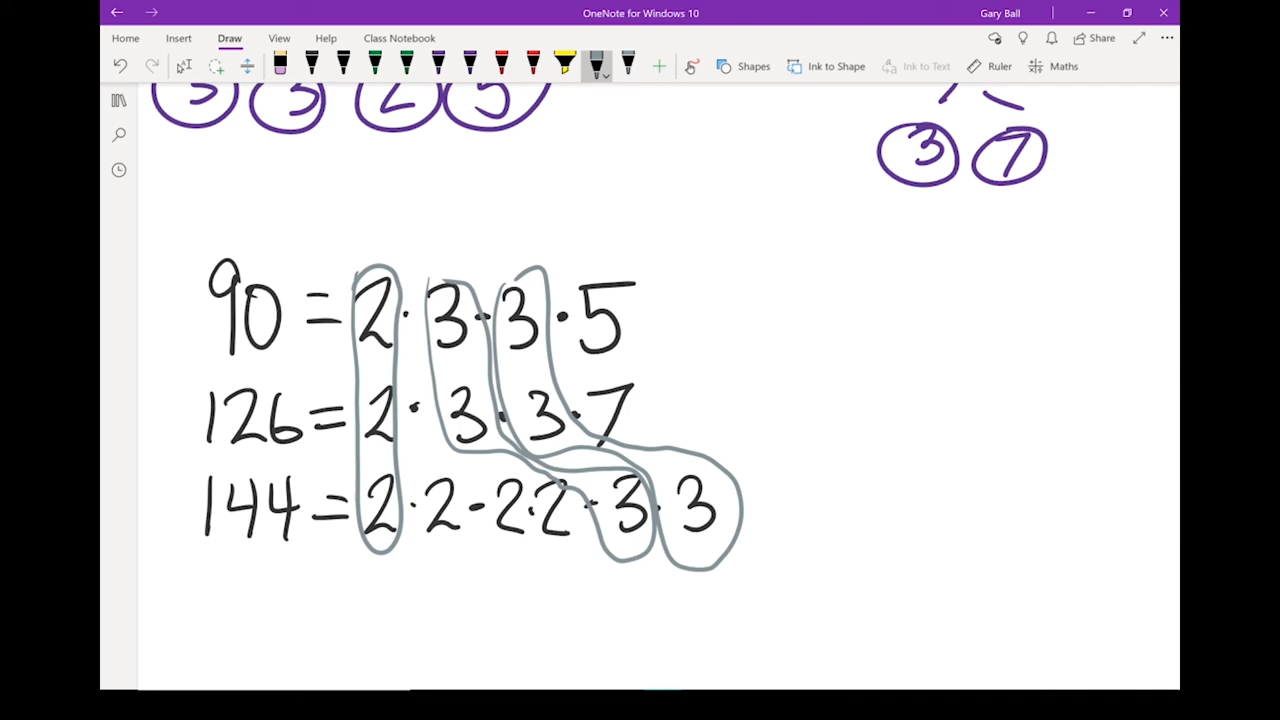 OneNote for Windows 10
Gary Ball
Home Insert Draw View Help Class Notebook
Share
Shapes Ink to Shape Ink to Text Ruler Maths
3 3 2 5
3 7
90 = 2 · 3 · 3 · 5
126 = 2 · 3 · 3 · 7
144 = 2 · 2 · 2 · 2 · 3 · 3